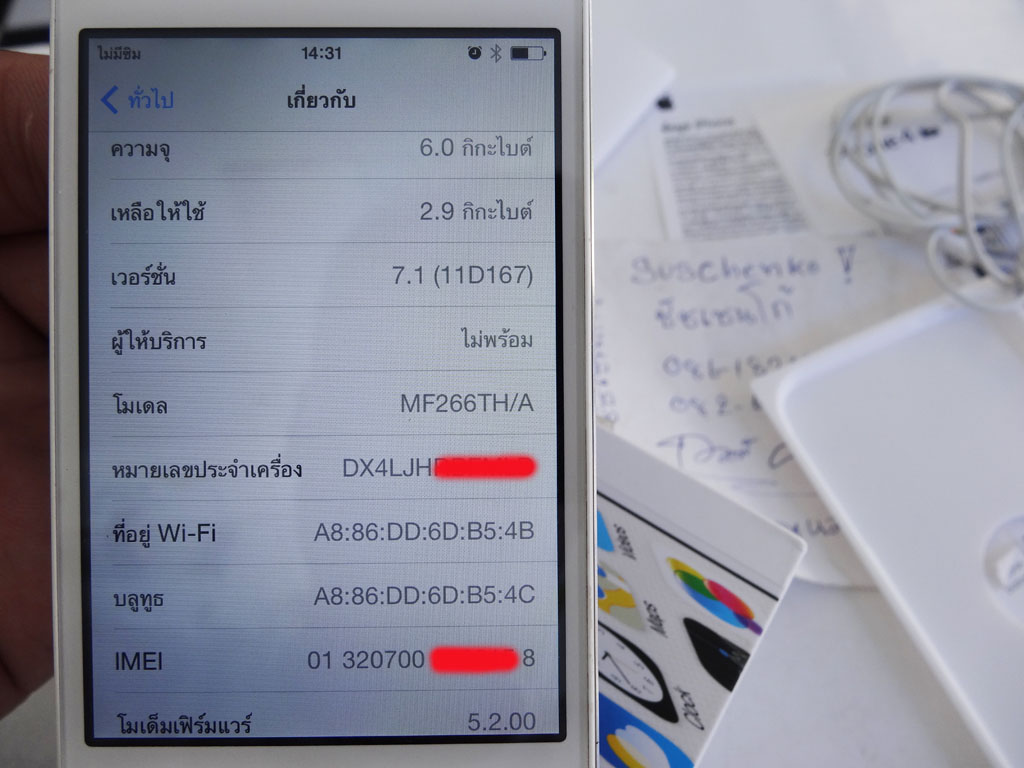 ไม่มีซิม 14:31
ทั่วไป เกี่ยวกับ
ความจุ 6.0 กิกะไบต์
เหลือให้ใช้ 2.9 กิกะไบต์
เวอร์ชั่น 7.1 (11D167)
ผู้ให้บริการ ไม่พร้อม
โมเดล MF266TH/A
หมายเลขประจำเครื่อง DX4LJH
ที่อยู่ Wi-Fi A8:86:DD:6D:B5:4B
บลูทูธ A8:86:DD:6D:B5:4C
IMEI 01 320700 8
โมเด็มเฟิร์มแวร์ 5.2.00
Suschenko !
ชัชเชนโก้
Videos
Maps
Clock